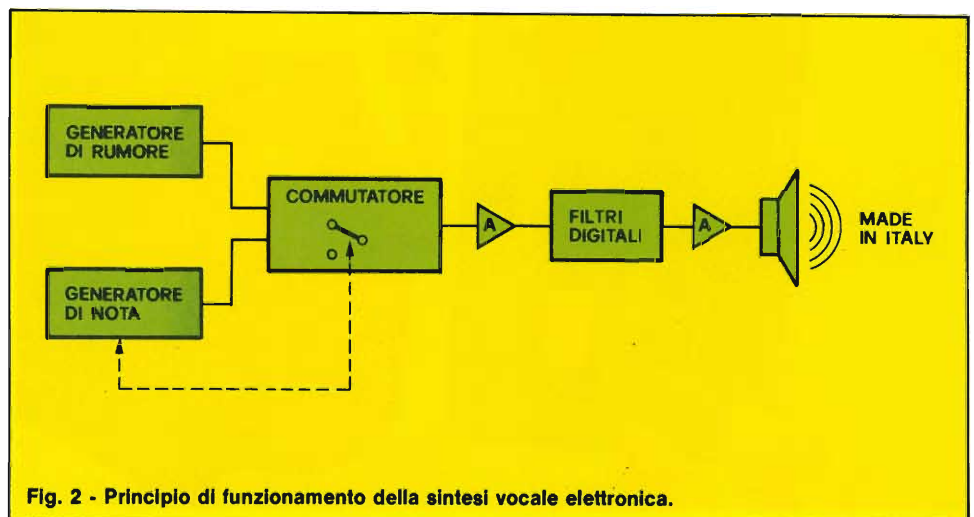 GENERATORE
DI RUMORE
COMMUTATORE
GENERATORE
DI NOTA
A
FILTRI
DIGITALI
A
MADE
IN ITALY
Fig. 2 - Principio di funzionamento della sintesi vocale elettronica.